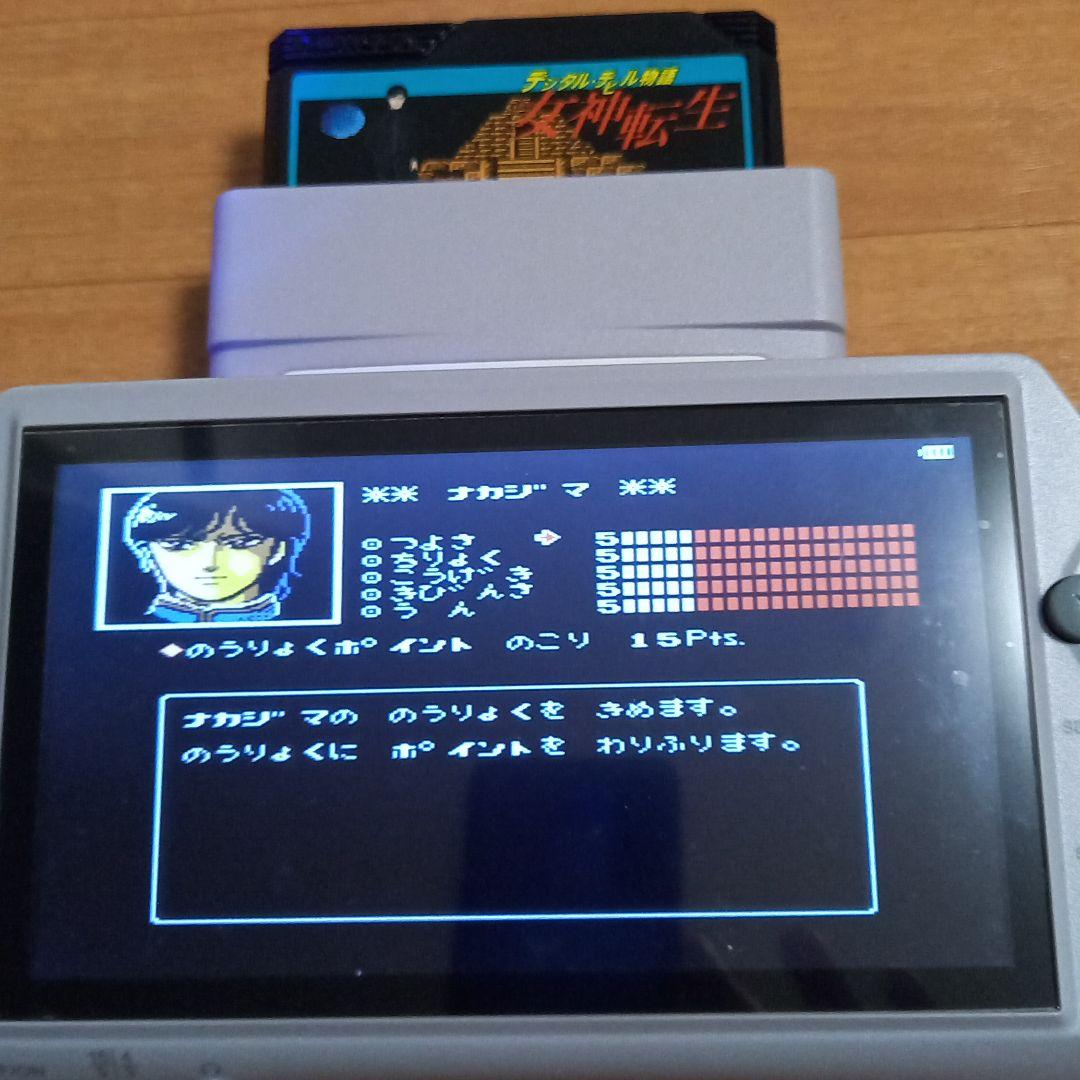 デジタル・デビル物語
女神転生
※※ ナカジマ ※※
つよさ 5
ちりょく 5
こうげき 5
きびんさ 5
うん 5
◆のうりょくポイント のこり 15Pts.
ナカジマの のうりょくを きめます。
のうりょくに ポイントを わりふります。